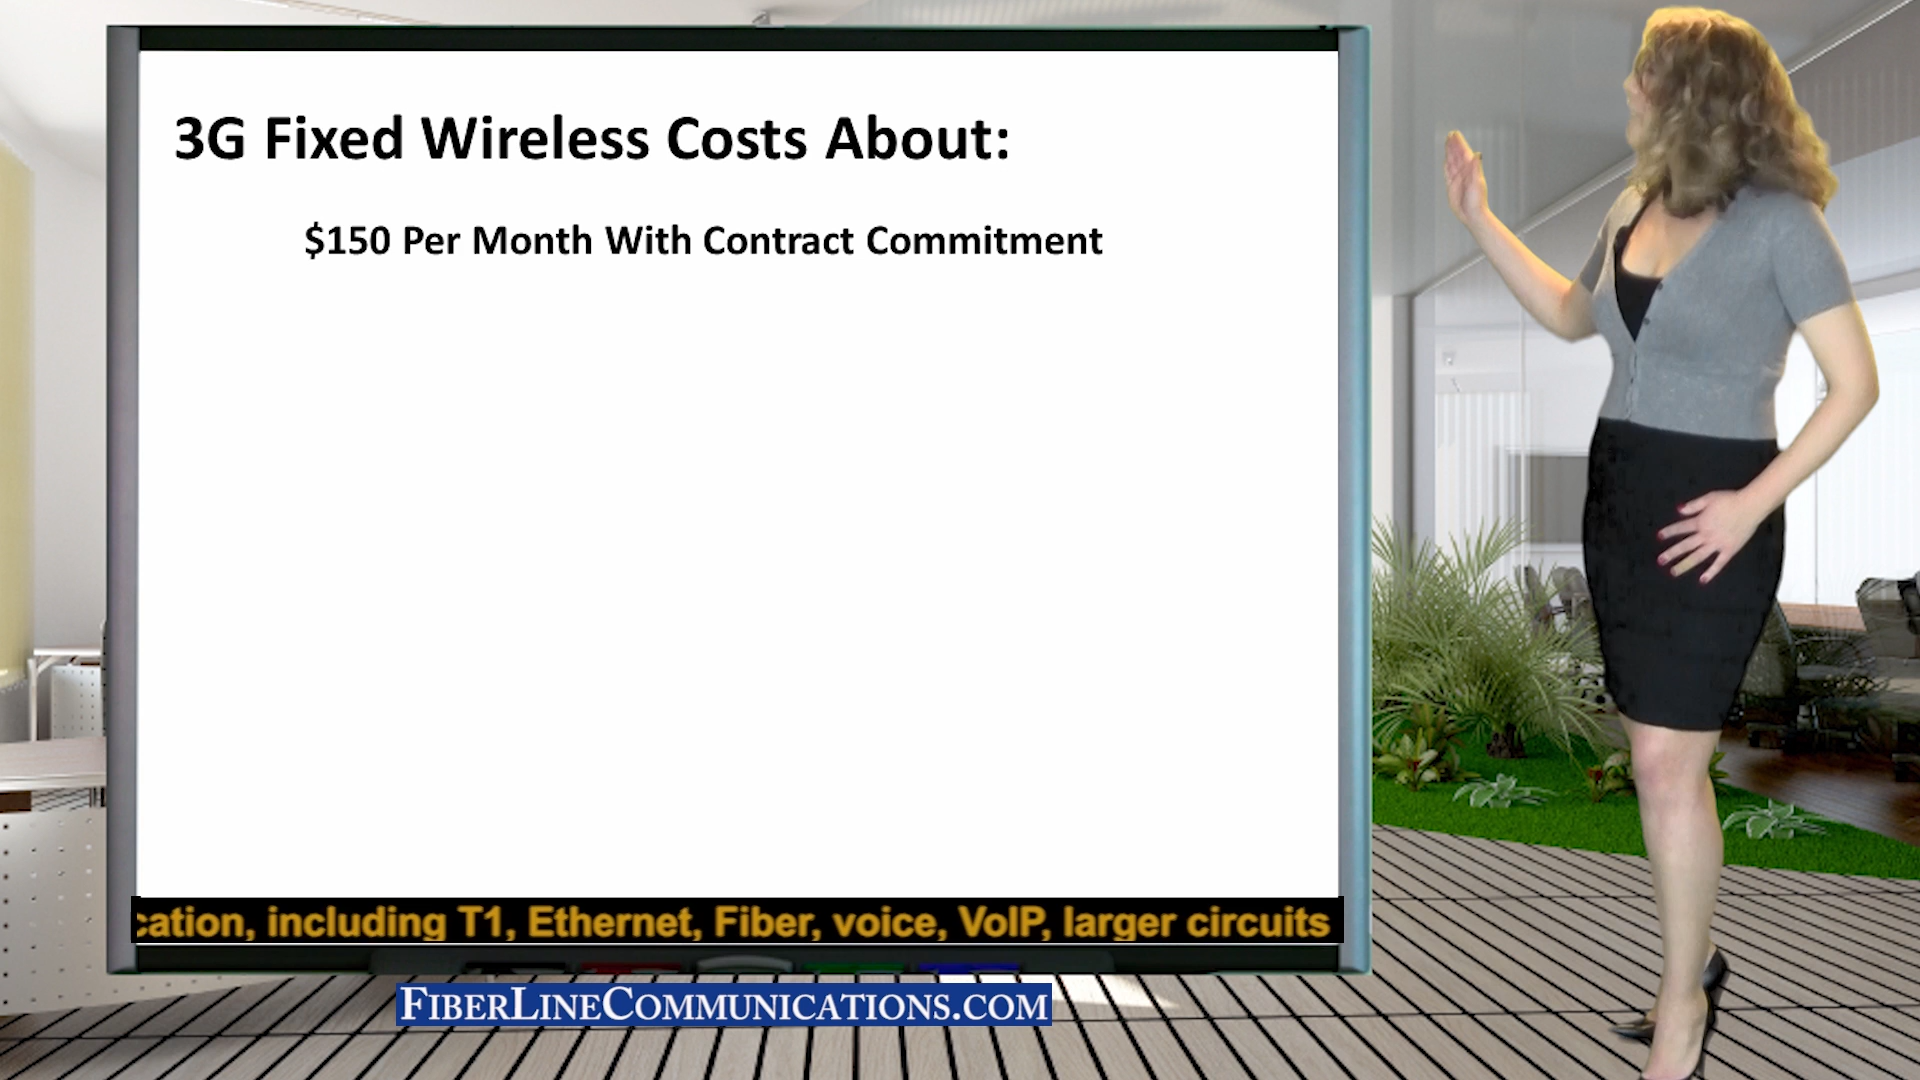 3G Fixed Wireless Costs About:
$150 Per Month With Contract Commitment
cation, including T1, Ethernet, Fiber, voice, VoIP, larger circuits
FIBERLINECOMMUNICATIONS.COM